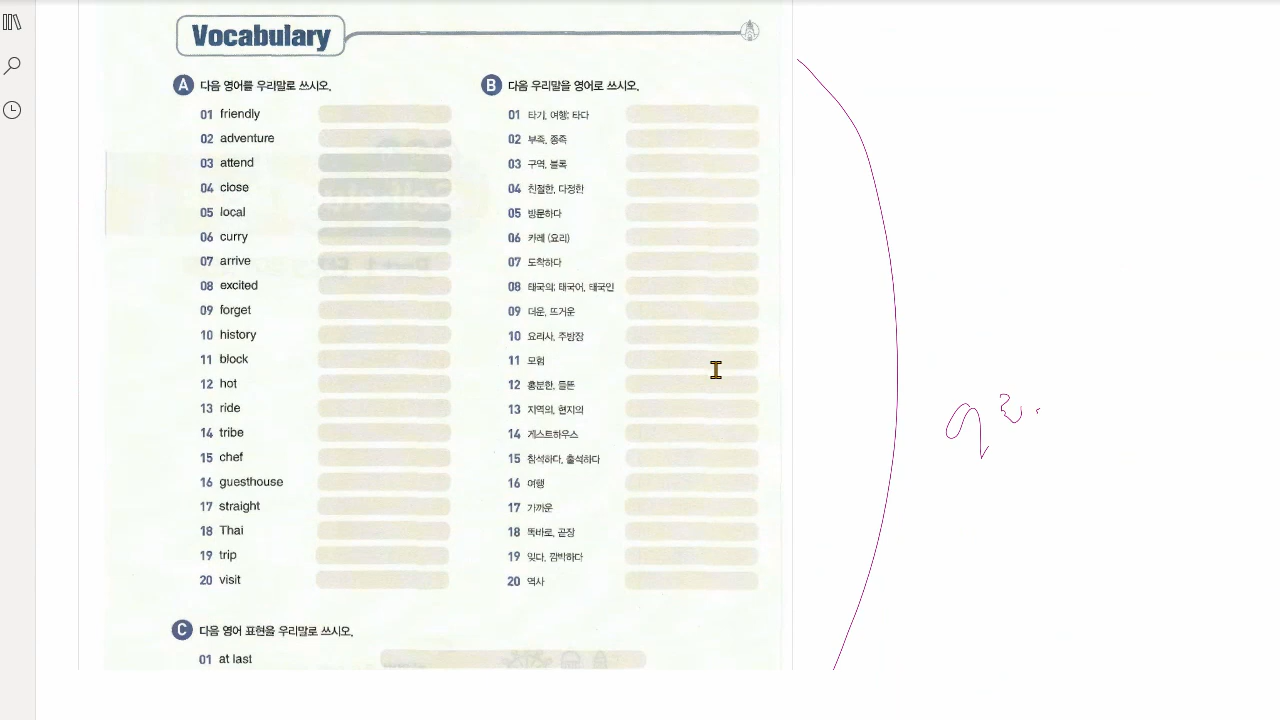 Vocabulary
A 다음 영어를 우리말로 쓰시오.
01 friendly
02 adventure
03 attend
04 close
05 local
06 curry
07 arrive
08 excited
09 forget
10 history
11 block
12 hot
13 ride
14 tribe
15 chef
16 guesthouse
17 straight
18 Thai
19 trip
20 visit
B 다음 우리말을 영어로 쓰시오.
01 타기, 여행; 타다
02 부족, 종족
03 구역, 블록
04 친절한, 다정한
05 방문하다
06 카레 (요리)
07 도착하다
08 태국의; 태국어, 태국인
09 더운, 뜨거운
10 요리사, 주방장
11 모험
12 흥분한, 들뜬
13 지역의, 현지의
14 게스트하우스
15 참석하다, 출석하다
16 여행
17 가까운
18 똑바로, 곧장
19 잊다, 깜박하다
20 역사
C 다음 영어 표현을 우리말로 쓰시오.
01 at last